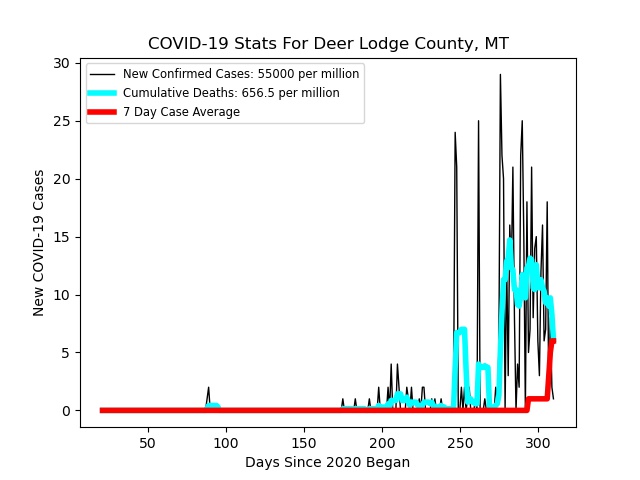 COVID-19 Stats For Deer Lodge County, MT
New Confirmed Cases: 55000 per million
Cumulative Deaths: 656.5 per million
7 Day Case Average
New COVID-19 Cases
30
25
20
15
10
5
0
50
100
150
200
250
300
Days Since 2020 Began